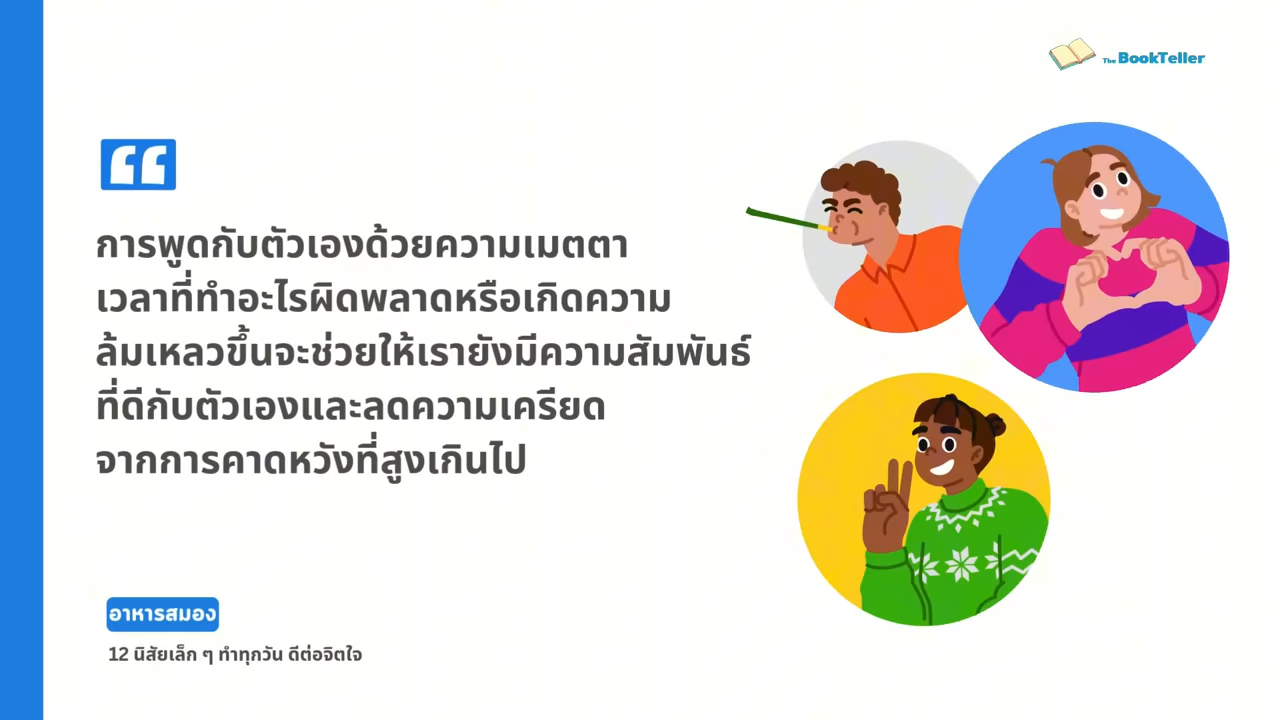 The BookTeller
การพูดกับตัวเองด้วยความเมตตา
เวลาที่ทำอะไรผิดพลาดหรือเกิดความ
ล้มเหลวขึ้นจะช่วยให้เรายังมีความสัมพันธ์
ที่ดีกับตัวเองและลดความเครียด
จากการคาดหวังที่สูงเกินไป
อาหารสมอง
12 นิสัยเล็ก ๆ ทำทุกวัน ดีต่อจิตใจ